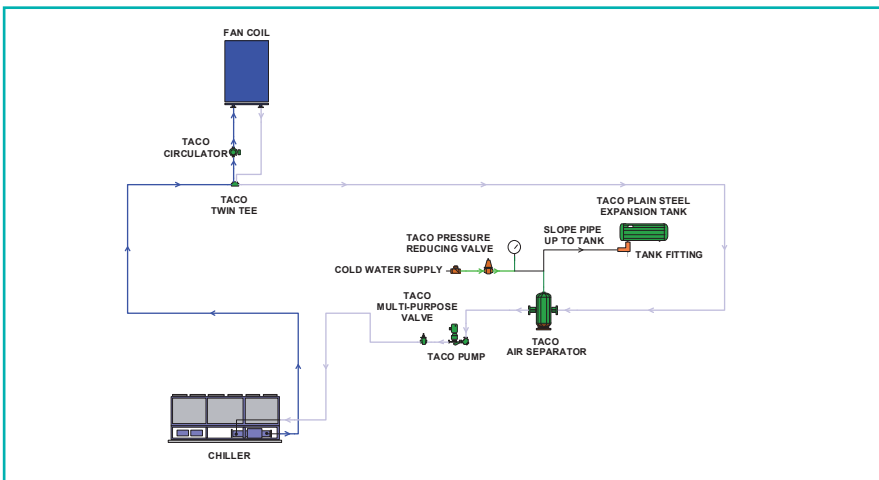 FAN COIL
TACO
CIRCULATOR
TACO
TWIN TEE
TACO PLAIN STEEL
EXPANSION TANK
SLOPE PIPE
UP TO TANK
TANK FITTING
TACO PRESSURE
REDUCING VALVE
COLD WATER SUPPLY
TACO
MULTI-PURPOSE
VALVE
TACO PUMP
TACO
AIR SEPARATOR
CHILLER